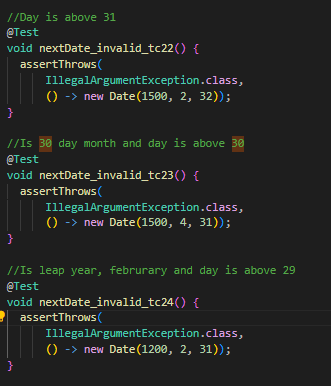 //Day is above 31
@Test
void nextDate_invalid_tc22() {
  assertThrows(
    IllegalArgumentException.class,
    () -> new Date(1500, 2, 32));
}

//Is 30 day month and day is above 30
@Test
void nextDate_invalid_tc23() {
  assertThrows(
    IllegalArgumentException.class,
    () -> new Date(1500, 4, 31));
}

//Is leap year, februrary and day is above 29
@Test
void nextDate_invalid_tc24() {
  assertThrows(
    IllegalArgumentException.class,
    () -> new Date(1200, 2, 31));
}